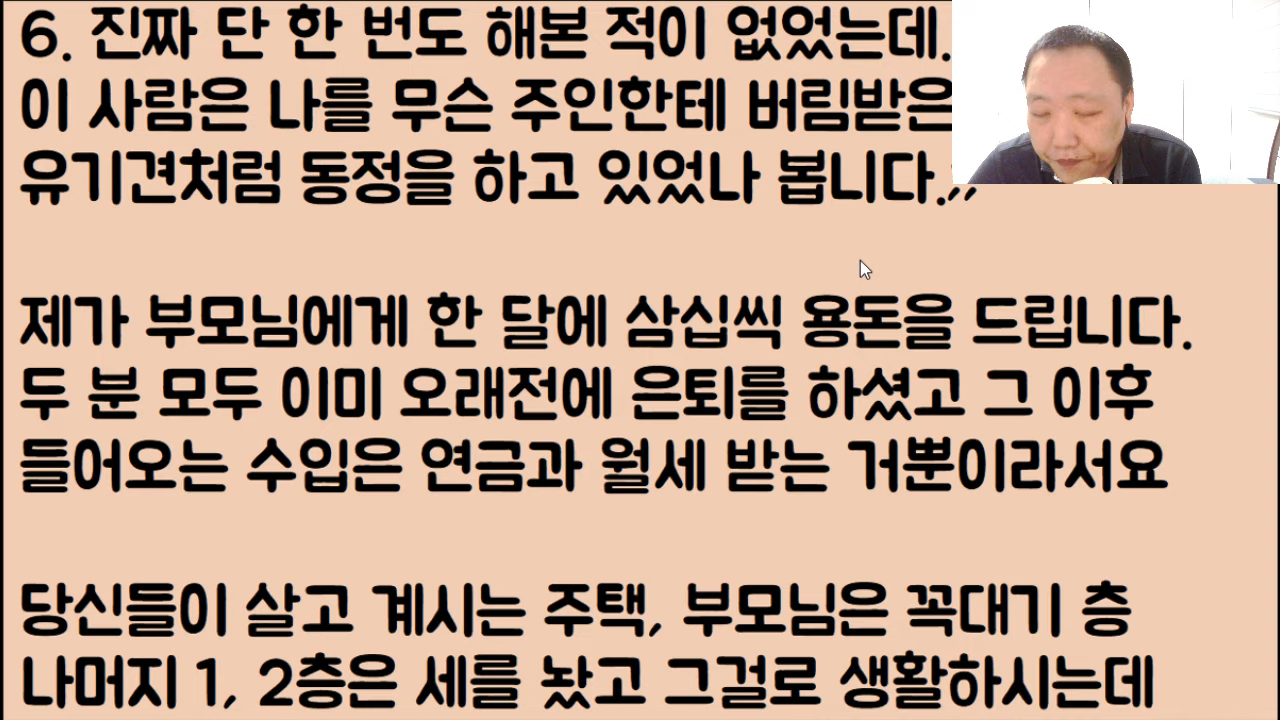 6. 진짜 단 한 번도 해본 적이 없었는데.
이 사람은 나를 무슨 주인한테 버림받은
유기견처럼 동정을 하고 있었나 봅니다.,,
제가 부모님에게 한 달에 삼십씩 용돈을 드립니다.
두 분 모두 이미 오래전에 은퇴를 하셨고 그 이후
들어오는 수입은 연금과 월세 받는 거뿐이라서요
당신들이 살고 계시는 주택, 부모님은 꼭대기 층
나머지 1, 2층은 세를 놨고 그걸로 생활하시는데